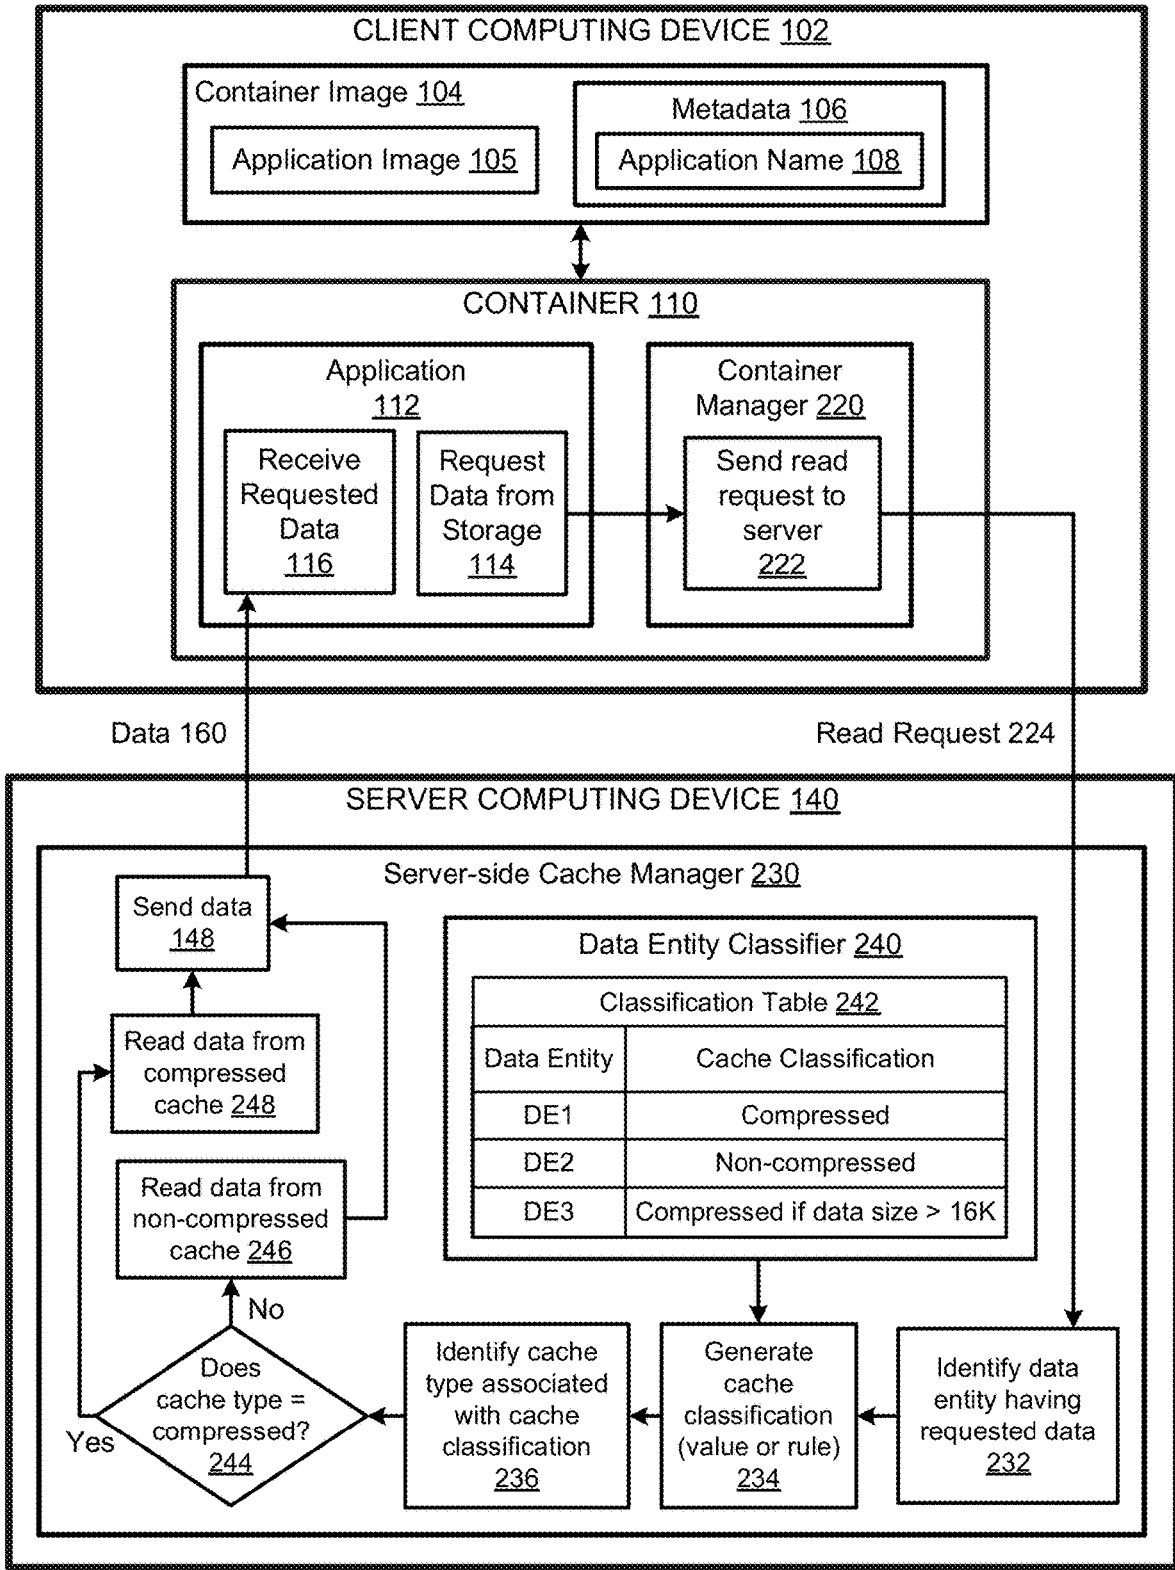 CLIENT COMPUTING DEVICE 102
Container Image 104
Application Image 105
Metadata 106
Application Name 108
CONTAINER 110
Application
112
Receive
Requested
Data
116
Request
Data from
Storage
114
Container
Manager 220
Send read
request to
server
222
Data 160
Read Request 224
SERVER COMPUTING DEVICE 140
Server-side Cache Manager 230
Send data
148
Read data from
compressed
cache 248
Read data from
non-compressed
cache 246
Data Entity Classifier 240
Classification Table 242
Data Entity Cache Classification
DE1 Compressed
DE2 Non-compressed
DE3 Compressed if data size > 16K
No
Does
cache type =
compressed?
244
Yes
Identify cache
type associated
with cache
classification
236
Generate
cache
classification
(value or rule)
234
Identify data
entity having
requested data
232